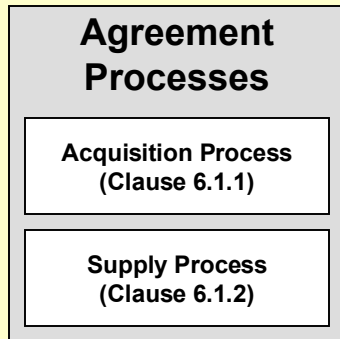 Agreement
Processes
Acquisition Process
(Clause 6.1.1)
Supply Process
(Clause 6.1.2)